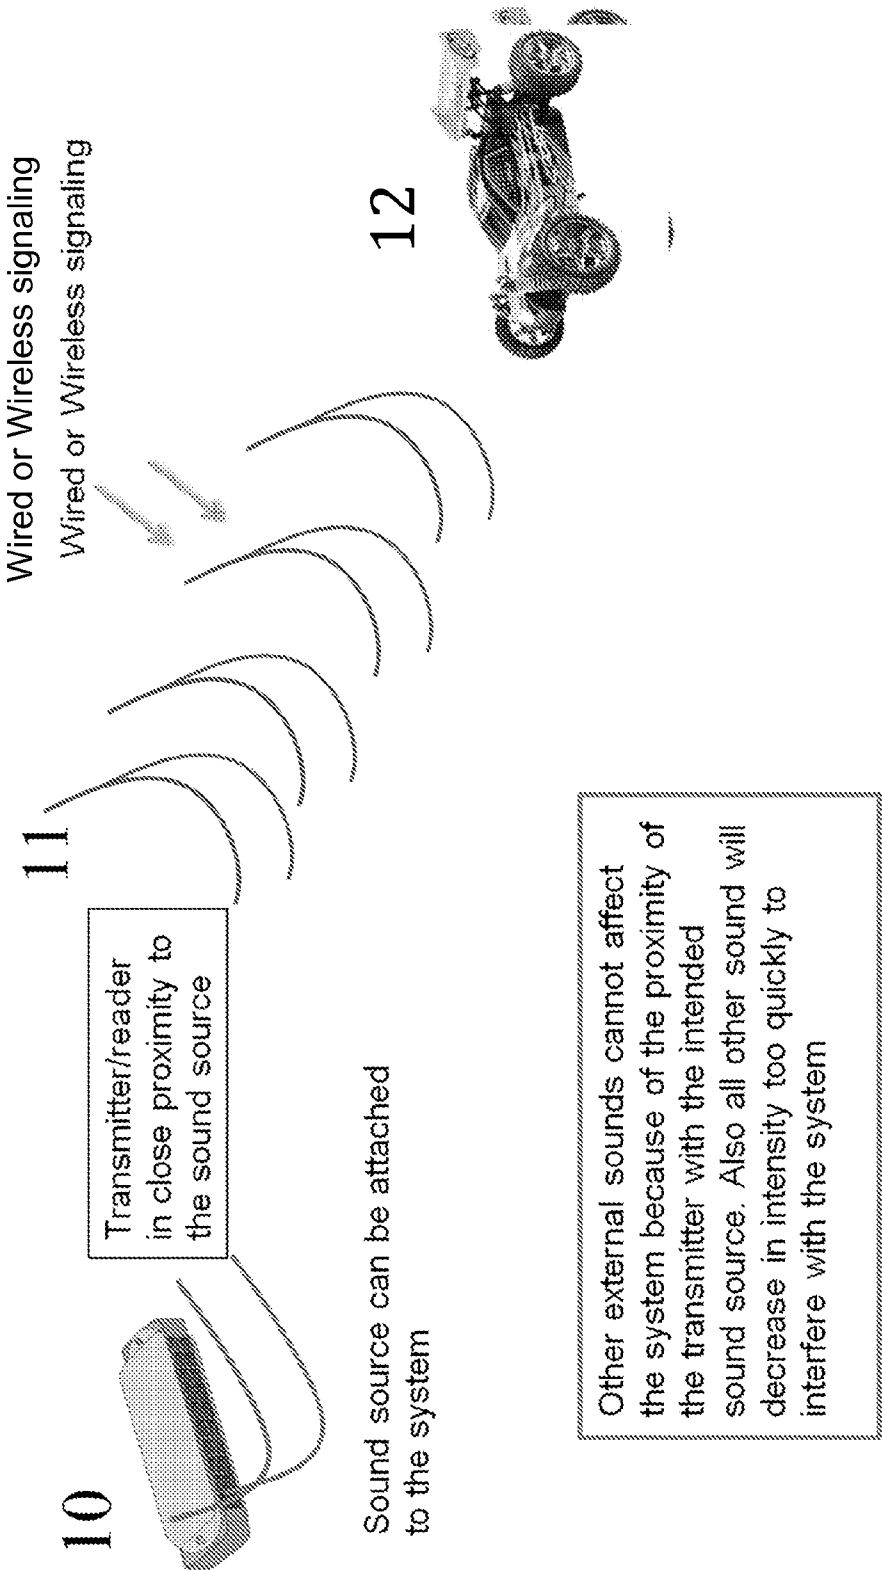 Wired or Wireless signaling
Wired or Wireless signaling
10
11
12
Transmitter/reader
in close proximity to
the sound source
Sound source can be attached
to the system
Other external sounds cannot affect
the system because of the proximity of
the transmitter with the intended
sound source. Also all other sound will
decrease in intensity too quickly to
interfere with the system